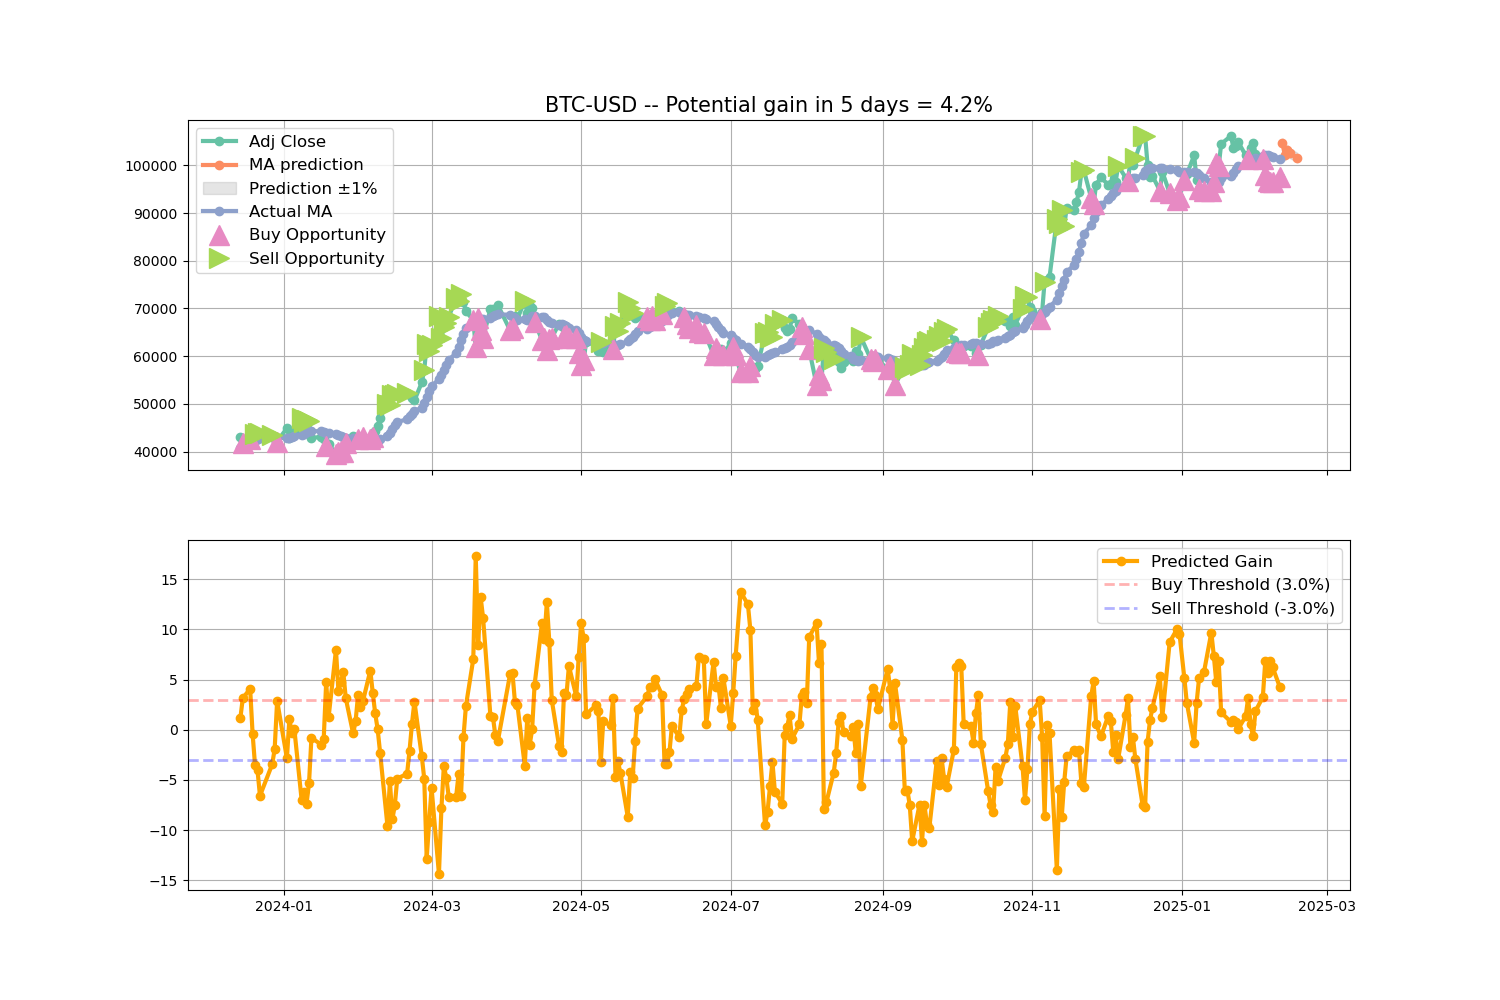 BTC-USD -- Potential gain in 5 days = 4.2%
Adj Close
MA prediction
Prediction ±1%
Actual MA
Buy Opportunity
Sell Opportunity
100000
90000
80000
70000
60000
50000
40000
Predicted Gain
Buy Threshold (3.0%)
Sell Threshold (-3.0%)
15
10
5
0
−5
−10
−15
2024-01 2024-03 2024-05 2024-07 2024-09 2024-11 2025-01 2025-03